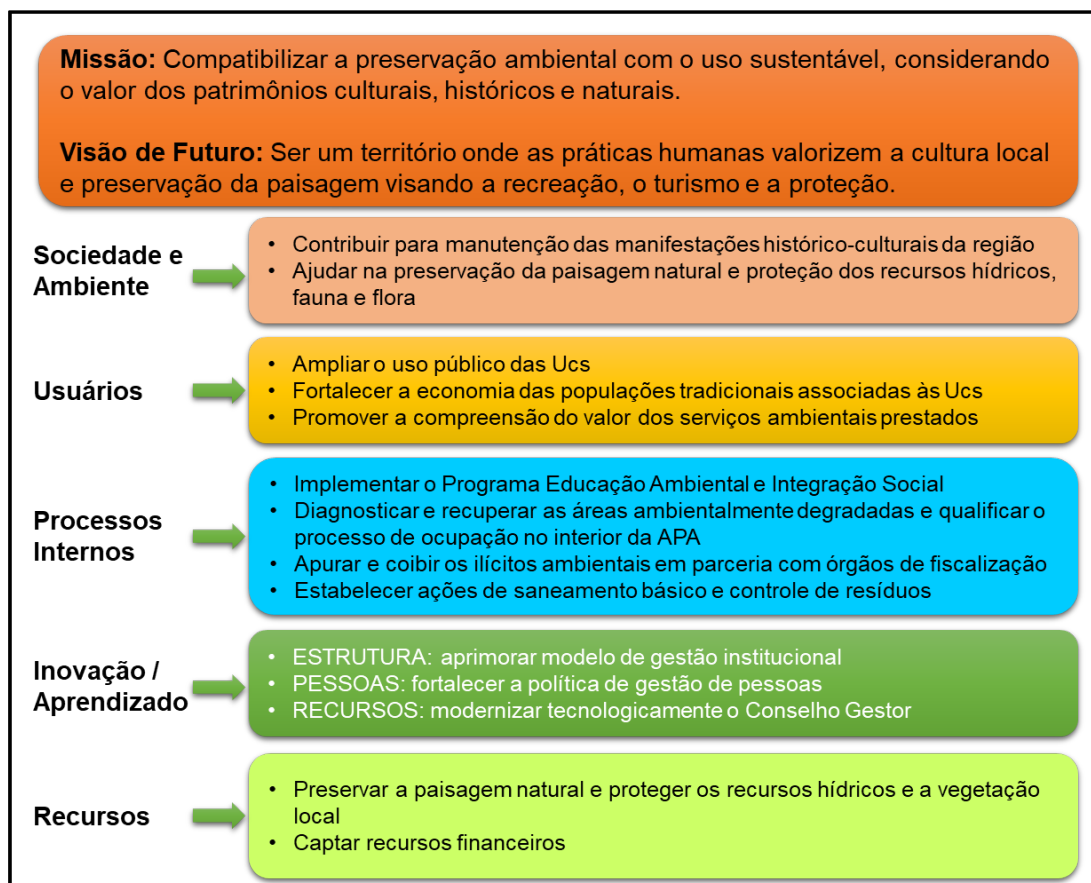 Missão: Compatibilizar a preservação ambiental com o uso sustentável, considerando
o valor dos patrimônios culturais, históricos e naturais.
Visão de Futuro: Ser um território onde as práticas humanas valorizem a cultura local
e preservação da paisagem visando a recreação, o turismo e a proteção.
Sociedade e
Ambiente
• Contribuir para manutenção das manifestações histórico-culturais da região
• Ajudar na preservação da paisagem natural e proteção dos recursos hídricos,
fauna e flora
Usuários
• Ampliar o uso público das Ucs
• Fortalecer a economia das populações tradicionais associadas às Ucs
• Promover a compreensão do valor dos serviços ambientais prestados
Processos
Internos
• Implementar o Programa Educação Ambiental e Integração Social
• Diagnosticar e recuperar as áreas ambientalmente degradadas e qualificar o
processo de ocupação no interior da APA
• Apurar e coibir os ilícitos ambientais em parceria com órgãos de fiscalização
• Estabelecer ações de saneamento básico e controle de resíduos
Inovação /
Aprendizado
• ESTRUTURA: aprimorar modelo de gestão institucional
• PESSOAS: fortalecer a política de gestão de pessoas
• RECURSOS: modernizar tecnologicamente o Conselho Gestor
Recursos
• Preservar a paisagem natural e proteger os recursos hídricos e a vegetação
local
• Captar recursos financeiros